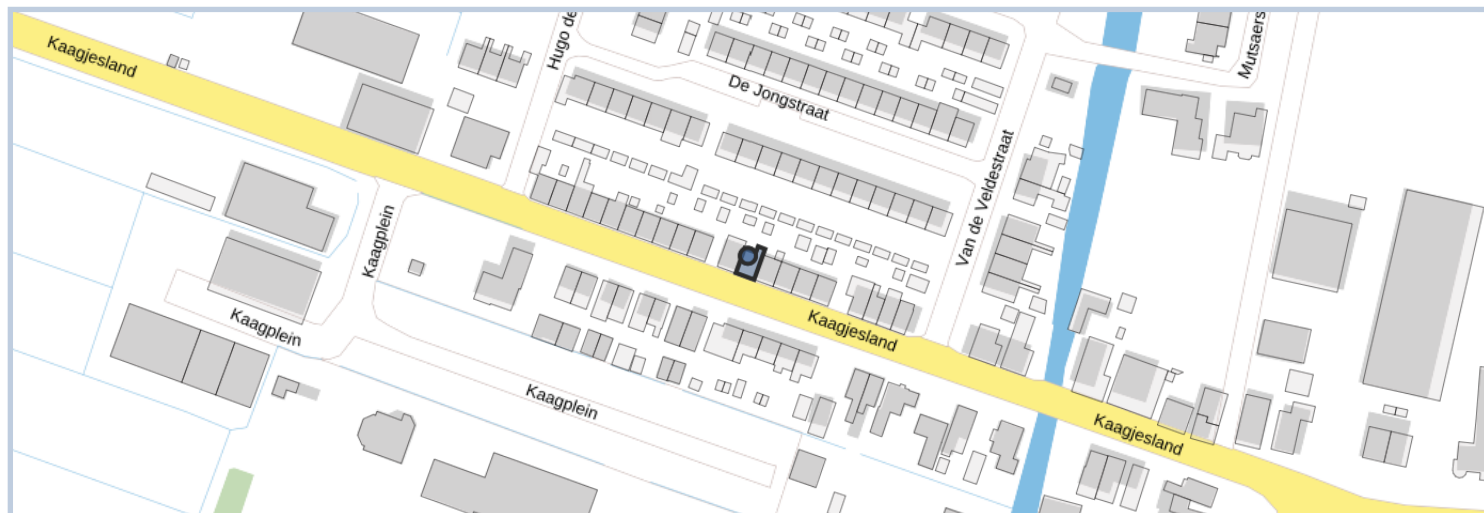 Kaagjesland
Hugo de
De Jongstraat
Mutsaers
Van de Veldestraat
Kaagplein
Kaagplein
Kaagjesland
Kaagplein
Kaagjesland